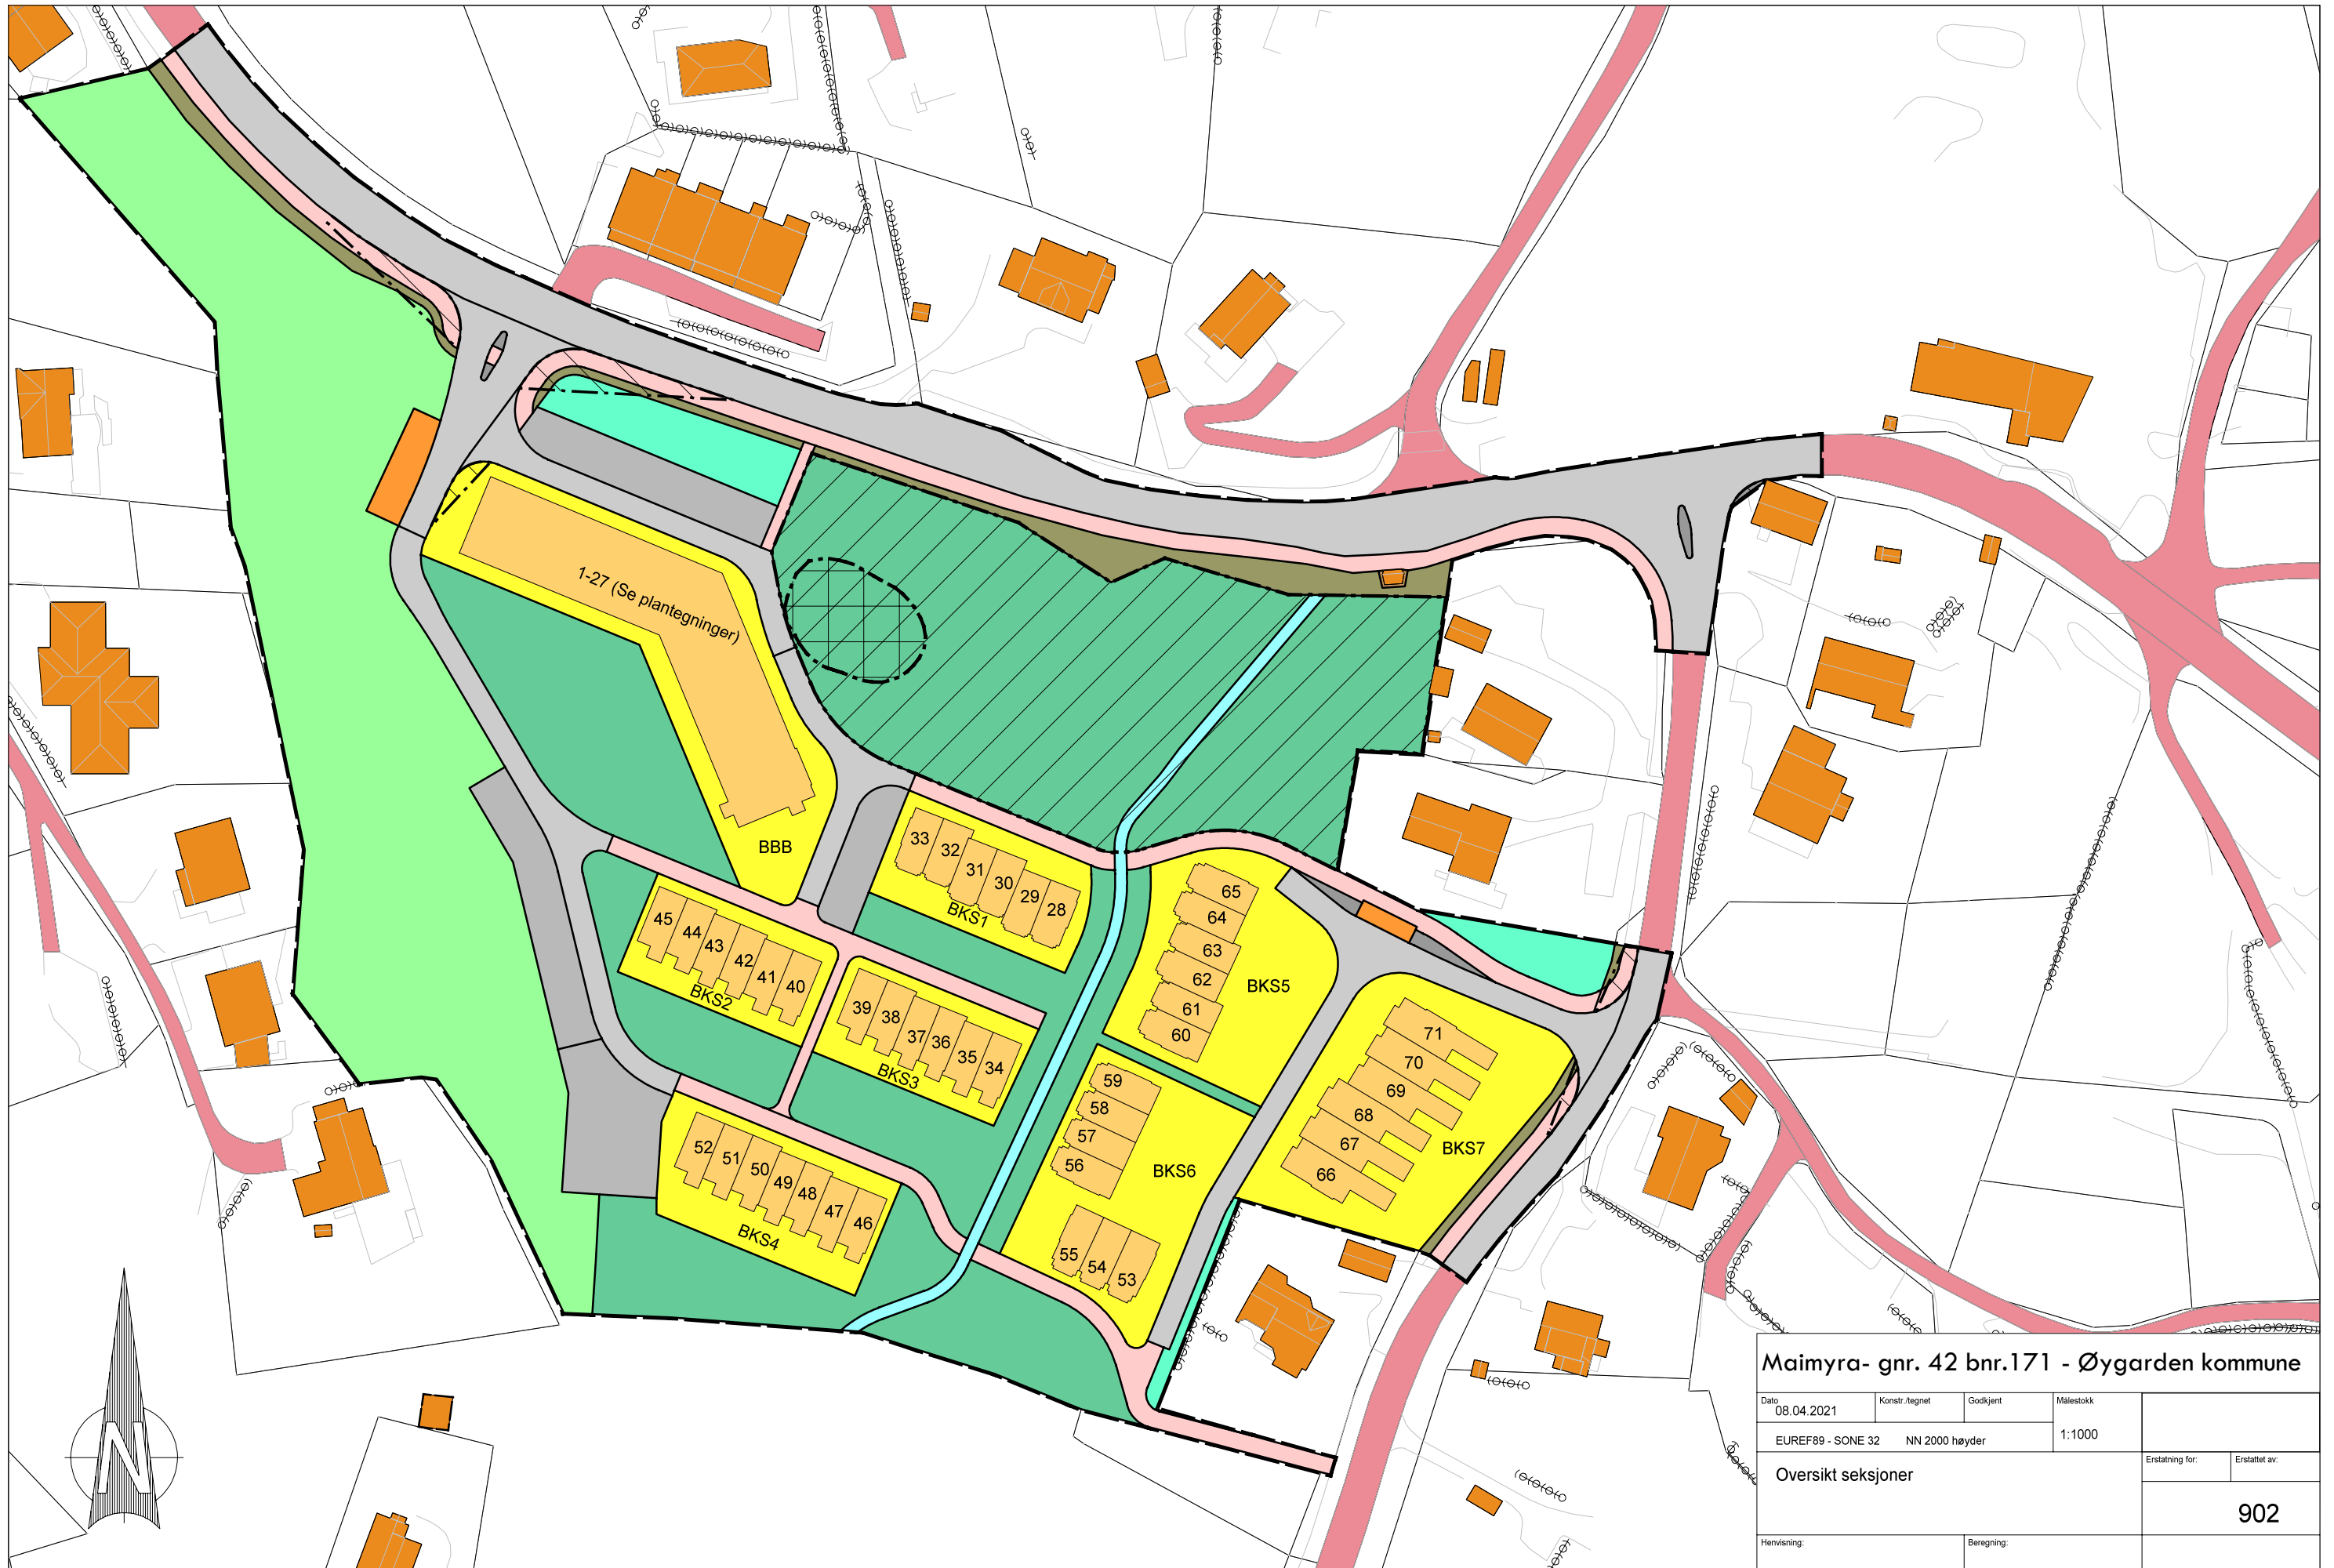 1-27 (Se plantegninger)
BBB
33
32
31
30
29
28
BKS1
45
44
43
42
41
40
BKS2
39
38
37
36
35
34
BKS3
52
51
50
49
48
47
46
BKS4
65
64
63
62
61
60
BKS5
59
58
57
56
55
54
53
BKS6
71
70
69
68
67
66
BKS7
N
Maimyra- gnr. 42 bnr.171 - Øygarden kommune
Dato Konstr./tegnet Godkjent Målestokk
08.04.2021
EUREF89 - SONE 32 NN 2000 høyder 1:1000
Erstatning for: Erstattet av:
Oversikt seksjoner
902
Henvisning: Beregning: